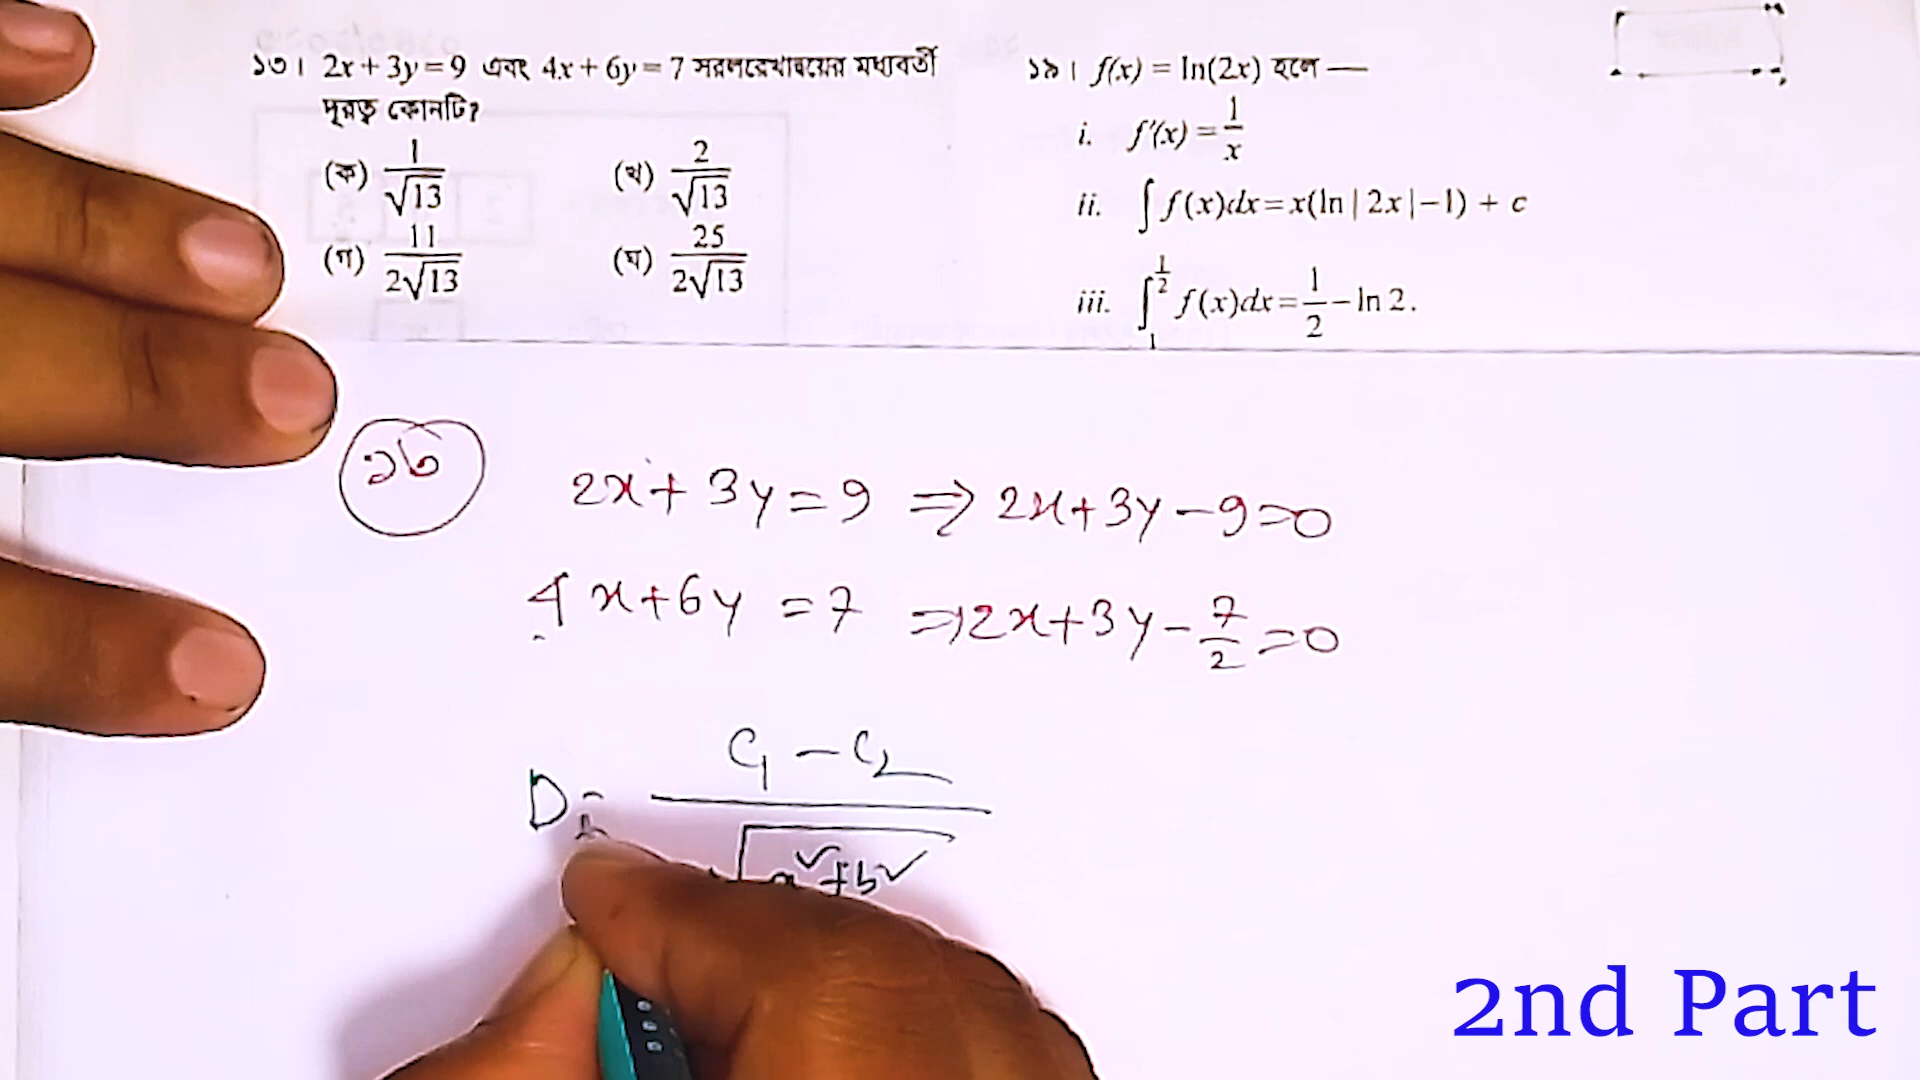 ১৩। 2x + 3y = 9 এবং 4x + 6y = 7 সরলরেখাদ্বয়ের মধ্যবর্তী
দূরত্ব কোনটি?
(ক) 1/√13 (খ) 2/√13
(গ) 11/2√13 (ঘ) 25/2√13
১৯। f(x) = ln(2x) হলে —
i. f′(x) = 1/x
ii. ∫ f(x)dx = x(ln | 2x | −1) + c
iii. ∫₁^½ f(x)dx = 1/2 − ln 2.
১৩
2x + 3y = 9 ⇒ 2x + 3y − 9 = 0
4x + 6y = 7 ⇒ 2x + 3y − 7/2 = 0
D = C₁ − C₂ / √a² + b²
2nd Part